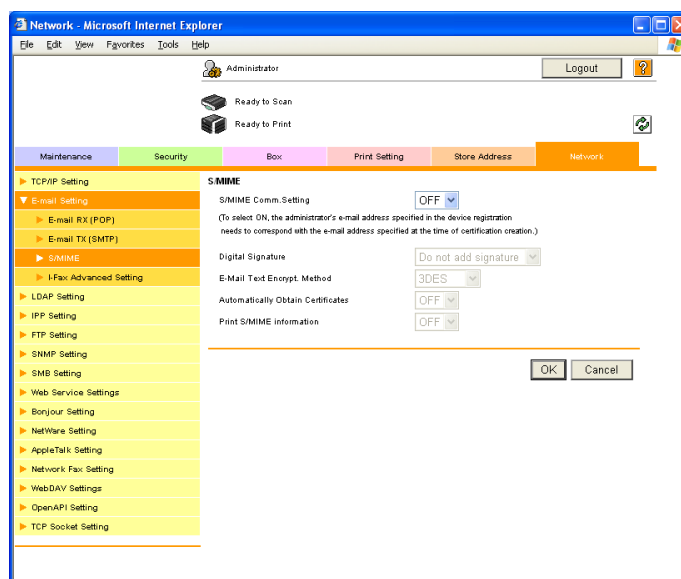 Network - Microsoft Internet Explorer
File Edit View Favorites Tools Help
Administrator
Logout
?
Ready to Scan
Ready to Print
Maintenance Security Box Print Setting Store Address Network
TCP/IP Setting
E-mail Setting
E-mail RX (POP)
E-mail TX (SMTP)
S/MIME
I-Fax Advanced Setting
LDAP Setting
IPP Setting
FTP Setting
SNMP Setting
SMB Setting
Web Service Settings
Bonjour Setting
NetWare Setting
AppleTalk Setting
Network Fax Setting
WebDAV Settings
OpenAPI Setting
TCP Socket Setting
S/MIME
S/MIME Comm.Setting OFF
(To select ON, the administrator's e-mail address specified in the device registration
needs to correspond with the e-mail address specified at the time of certification creation.)
Digital Signature Do not add signature
E-Mail Text Encrypt. Method 3DES
Automatically Obtain Certificates OFF
Print S/MIME information OFF
OK Cancel